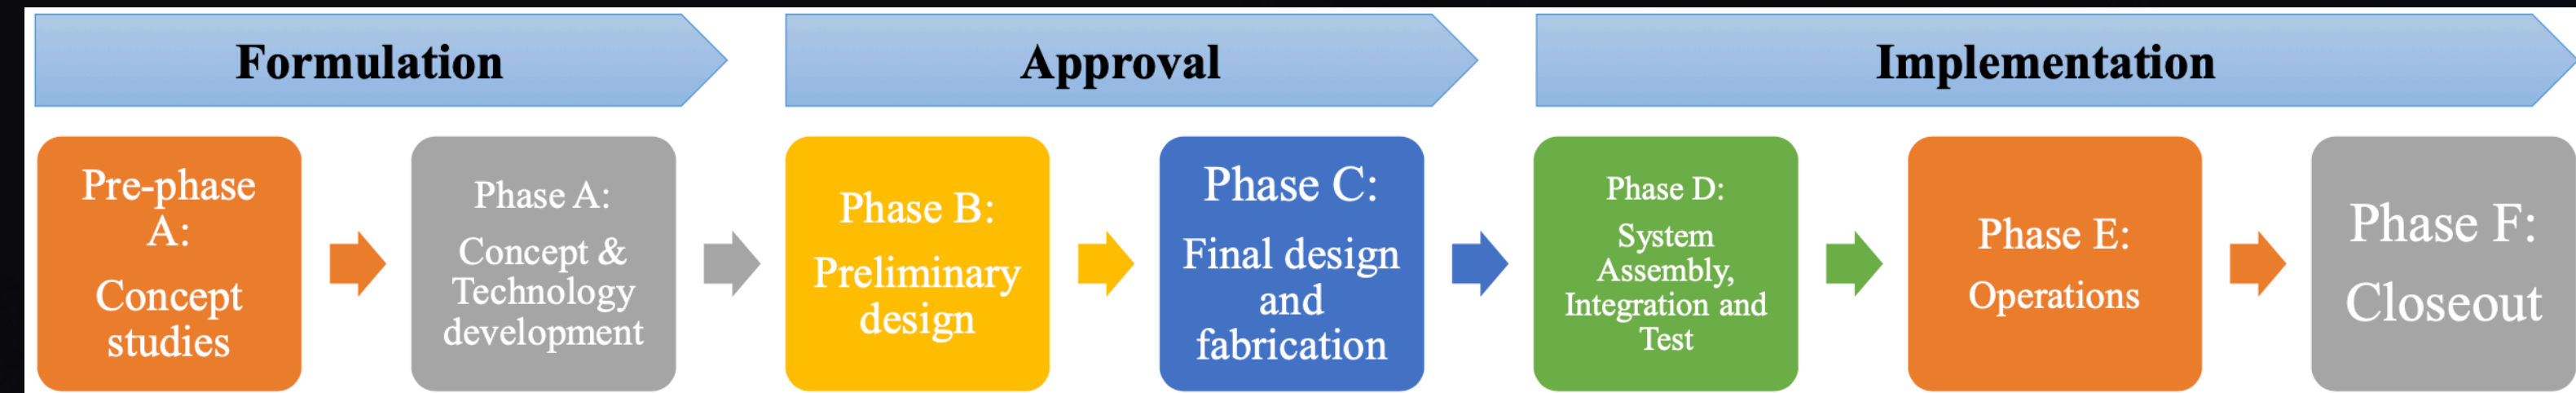 Formulation
Approval
Implementation
Pre-phase
A:
Concept
studies
Phase A:
Concept &
Technology
development
Phase B:
Preliminary
design
Phase C:
Final design
and
fabrication
Phase D:
System
Assembly,
Integration and
Test
Phase E:
Operations
Phase F:
Closeout